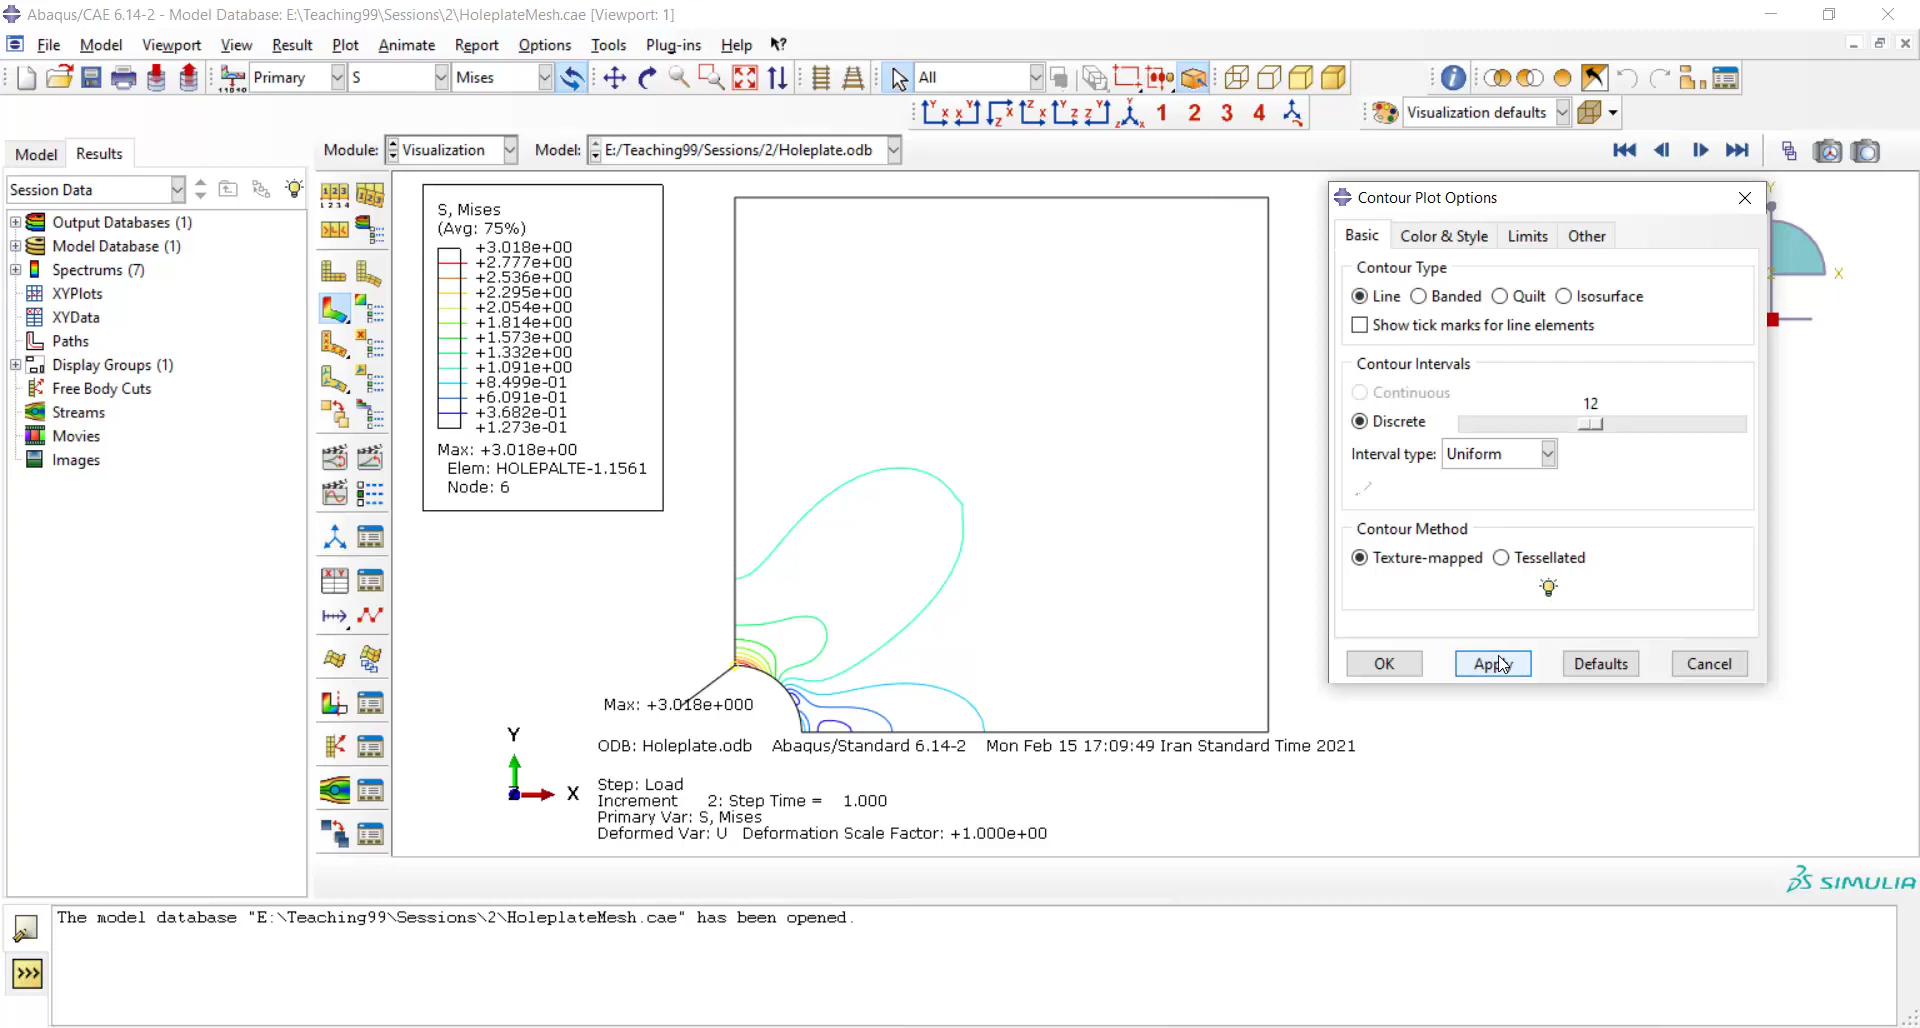 Abaqus/CAE 6.14-2 - Model Database: E:\Teaching99\Sessions\2\HoleplateMesh.cae [Viewport: 1]
File Model Viewport View Result Plot Animate Report Options Tools Plug-ins Help
Primary S Mises All
1 2 3 4 Visualization defaults
Model Results
Module: Visualization Model: E:/Teaching99/Sessions/2/Holeplate.odb
Session Data
Output Databases (1)
Model Database (1)
Spectrums (7)
XYPlots
XYData
Paths
Display Groups (1)
Free Body Cuts
Streams
Movies
Images
S, Mises
(Avg: 75%)
+3.018e+00
+2.777e+00
+2.536e+00
+2.295e+00
+2.054e+00
+1.814e+00
+1.573e+00
+1.332e+00
+1.091e+00
+8.499e-01
+6.091e-01
+3.682e-01
+1.273e-01
Max: +3.018e+00
Elem: HOLEPALTE-1.1561
Node: 6
Max: +3.018e+000
Y
X
ODB: Holeplate.odb Abaqus/Standard 6.14-2 Mon Feb 15 17:09:49 Iran Standard Time 2021
Step: Load
Increment 2: Step Time = 1.000
Primary Var: S, Mises
Deformed Var: U Deformation Scale Factor: +1.000e+00
Contour Plot Options
Basic Color & Style Limits Other
Contour Type
Line Banded Quilt Isosurface
Show tick marks for line elements
Contour Intervals
Continuous
12
Discrete
Interval type: Uniform
Contour Method
Texture-mapped Tessellated
OK Apply Defaults Cancel
Y
X
SIMULIA
The model database "E:\Teaching99\Sessions\2\HoleplateMesh.cae" has been opened.